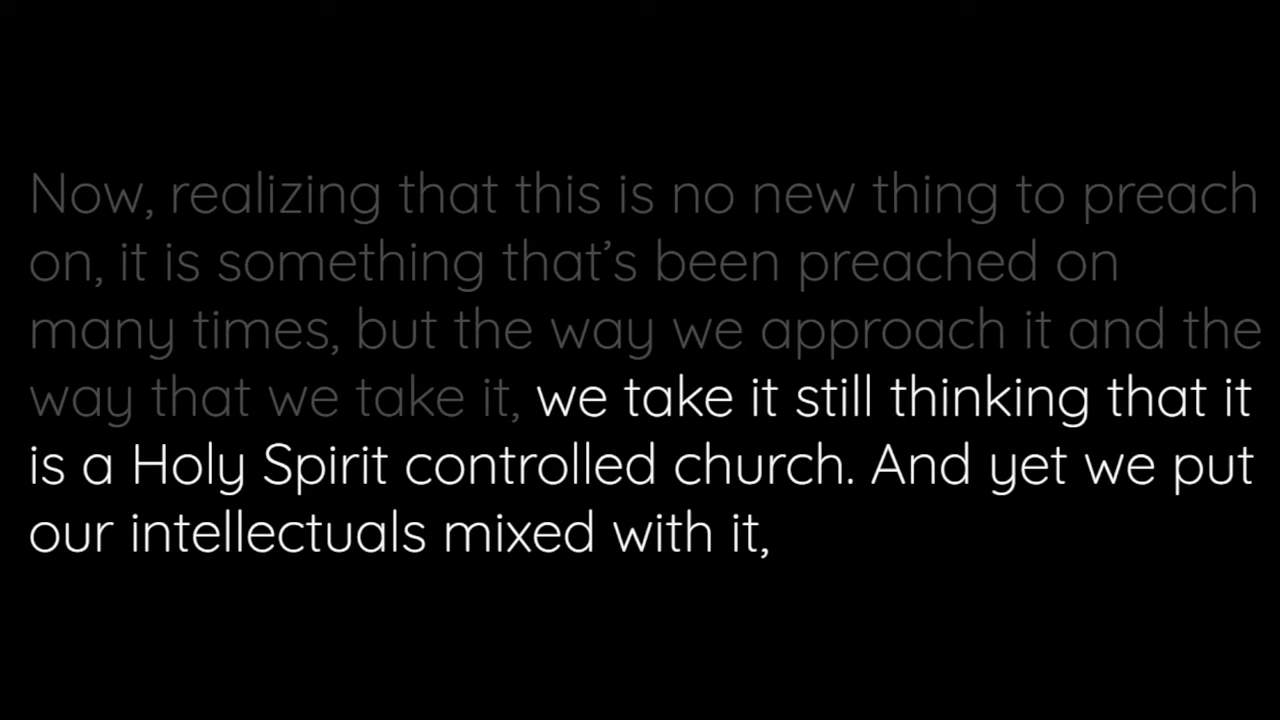 Now, realizing that this is no new thing to preach
on, it is something that’s been preached on
many times, but the way we approach it and the
way that we take it, we take it still thinking that it
is a Holy Spirit controlled church. And yet we put
our intellectuals mixed with it,